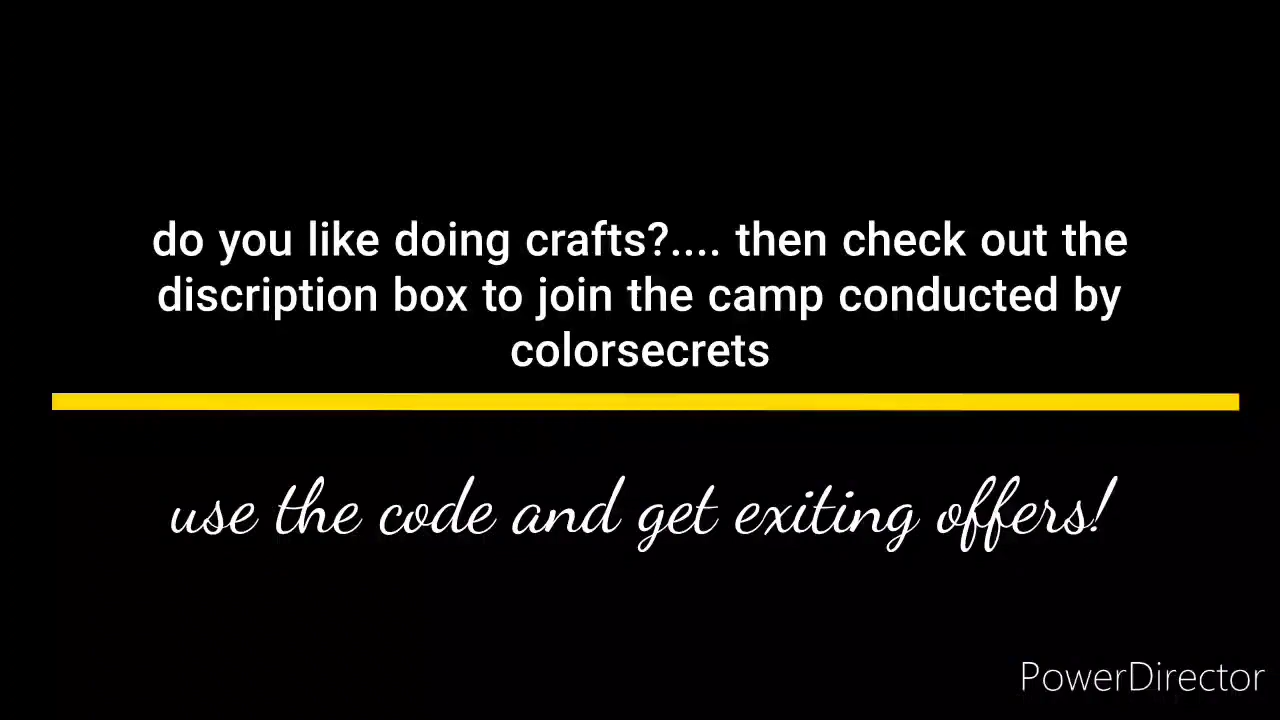 do you like doing crafts?.... then check out the
discription box to join the camp conducted by
colorsecrets
use the code and get exiting offers!
PowerDirector